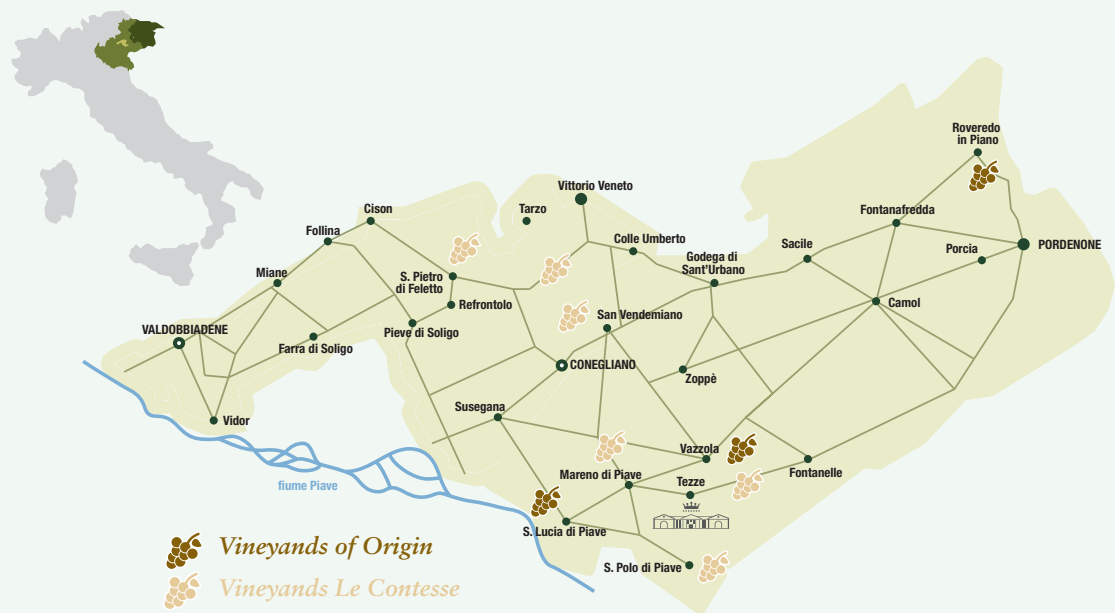 Roveredo
in Piano
Vittorio Veneto
Cison
Tarzo
Fontanafredda
Follina
Colle Umberto
Sacile
Porcia
PORDENONE
Godega di
Sant'Urbano
Miane
S. Pietro
di Feletto
Refrontolo
Camol
San Vendemiano
VALDOBBIADENE
Pieve di Soligo
Farra di Soligo
CONEGLIANO
Zoppè
Susegana
Vidor
Vazzola
Mareno di Piave
Tezze
Fontanelle
fiume Piave
S. Lucia di Piave
S. Polo di Piave
Vineyands of Origin
Vineyands Le Contesse